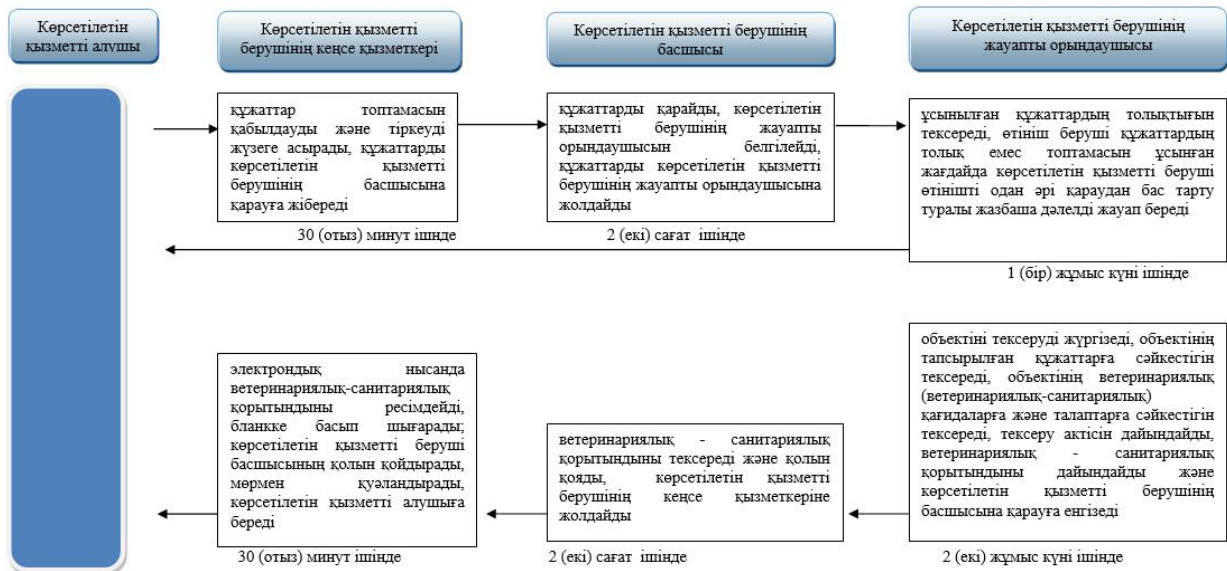 Көрсетілетін
қызметті алушы
Көрсетілетін қызметті
берушінің кеңсе қызметкері
Көрсетілетін қызметті берушінің
басшысы
Көрсетілетін қызметті берушінің
жауапты орындаушысы
құжаттар топтамасын
қабылдауды және тіркеуді
жүзеге асырады, құжаттарды
көрсетілетін қызметті
берушінің басшысына
қарауға жібереді
30 (отыз) минут ішнде
құжаттарды қарайды, көрсетілетін
қызметті берушінің жауапты
орындаушысын белгілейді,
құжаттарды көрсетілетін қызметті
берушінің жауапты орындаушысына
жолдайды
2 (екі) сағат ішінде
ұсынылған құжаттардың толықтығын
тексереді, өтініш беруші құжаттардың
толық емес топтамасын ұсынған
жағдайда көрсетілетін қызметті беруші
өтінішті одан әрі қараудан бас тарту
туралы жазбаша дәлелді жауап береді
1 (бір) жұмыс күні ішінде
объектіні тексеруді жүргізеді, объектінің
тапсырылған құжаттарға сәйкестігін
тексереді, объектінің ветеринариялық
(ветеринариялық-санитариялық)
қағидаларға және талаптарға сәйкестігін
тексереді, тексеру актісін дайындайды,
ветеринариялық - санитариялық
қорытындыны дайындайды және
көрсетілетін қызметті берушінің
басшысына қарауға енгізеді
2 (екі) жұмыс күні ішінде
ветеринариялық - санитариялық
қорытындыны тексереді және қолын
қояды, көрсетілетін қызметті
берушінің кеңсе қызметкеріне
жолдайды
2 (екі) сағат ішінде
электрондық нысанда
ветеринариялық-санитариялық
қорытындыны ресімдейді,
бланкке басып шығарады;
көрсетілетін қызметті беруші
басшысының қолын қойдырады,
мөрмен куәландырады,
көрсетілетін қызметті алушыға
береді
30 (отыз) минут ішінде